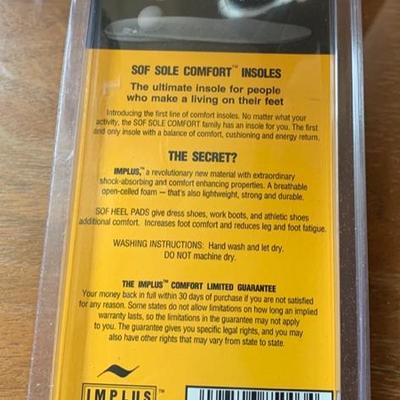 SOF SOLE COMFORT™ INSOLES
The ultimate insole for people
who make a living on their feet
Introducing the first line of comfort insoles. No matter what your
activity, the SOF SOLE COMFORT family has an insole for you. The first
and only insole with a balance of comfort, cushioning and energy return.
THE SECRET?
IMPLUS,™ a revolutionary new material with extraordinary
shock-absorbing and comfort enhancing properties. A breathable
open-celled foam — that's also lightweight, strong and durable.
SOF HEEL PADS give dress shoes, work boots, and athletic shoes
additional comfort. Increases foot comfort and reduces leg and foot fatigue.
WASHING INSTRUCTIONS: Hand wash and let dry.
DO NOT machine dry.
THE IMPLUS™ COMFORT LIMITED GUARANTEE
Your money back in full within 30 days of purchase if you are not satisfied
for any reason. Some states do not allow limitations on how long an implied
warranty lasts, so the limitations in the guarantee may not apply
to you. The guarantee gives you specific legal rights, and you may
also have other rights that may vary from state to state.
IMPLUS™